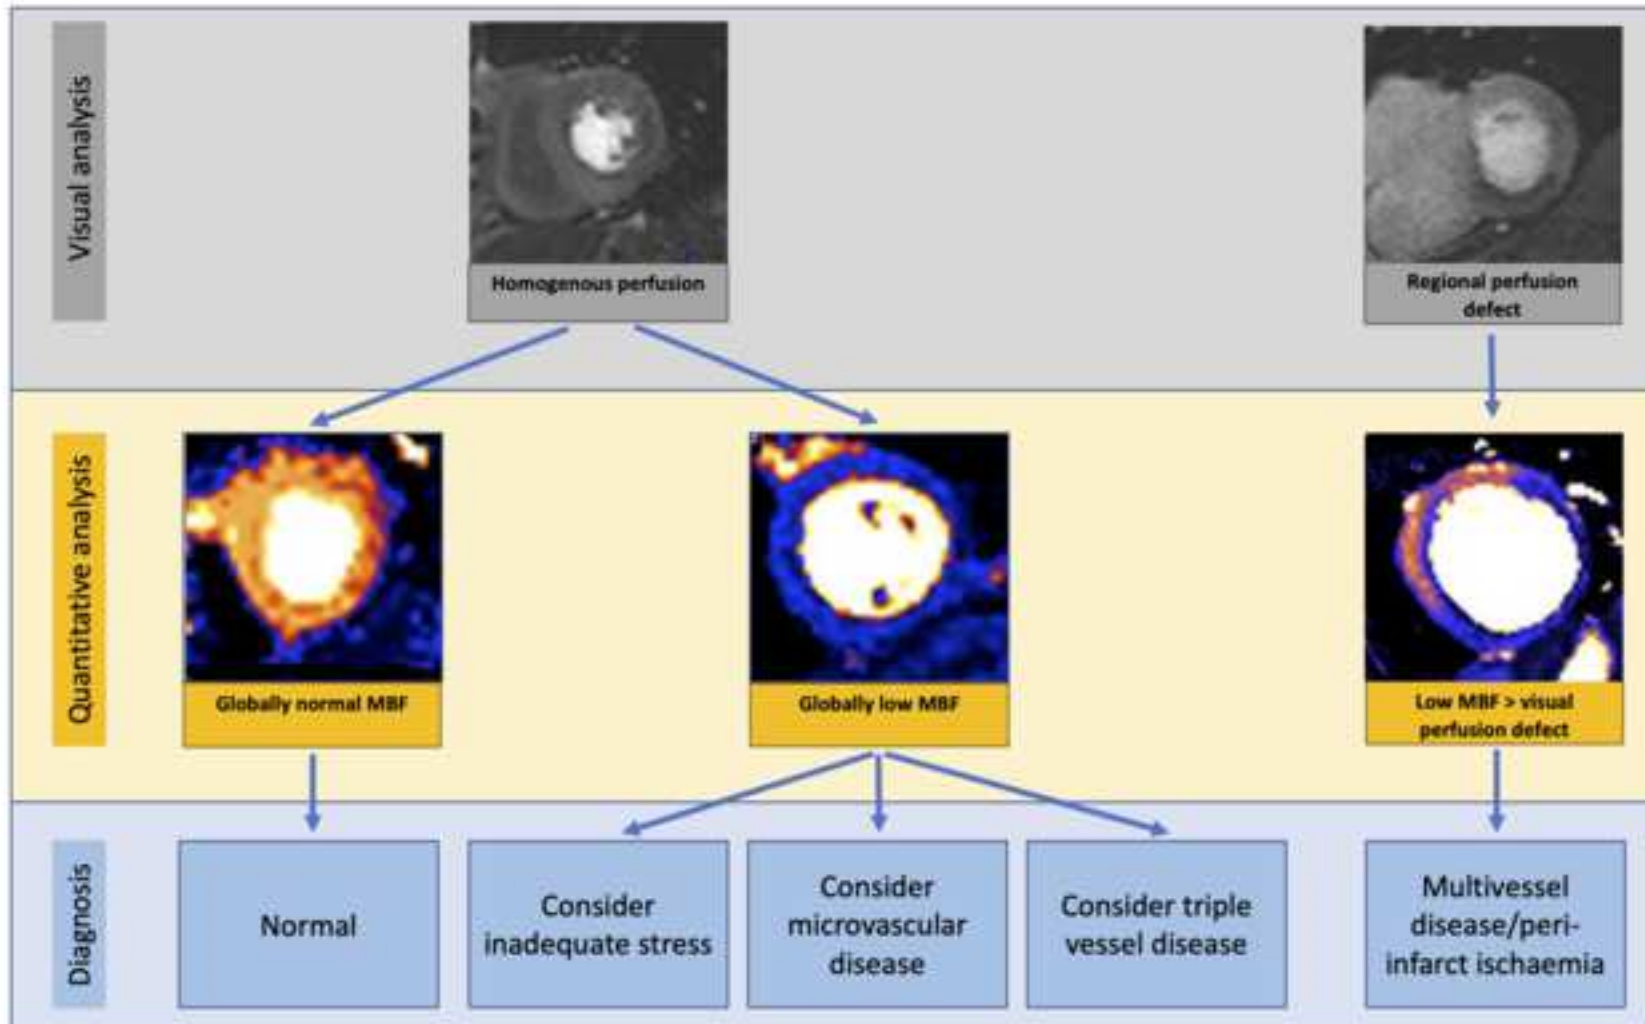 Visual analysis
Homogenous perfusion
Regional perfusion
defect
Quantitative analysis
Globally normal MBF
Globally low MBF
Low MBF > visual
perfusion defect
Diagnosis
Normal
Consider
inadequate stress
Consider
microvascular
disease
Consider triple
vessel disease
Multivessel
disease/peri-
infarct ischaemia